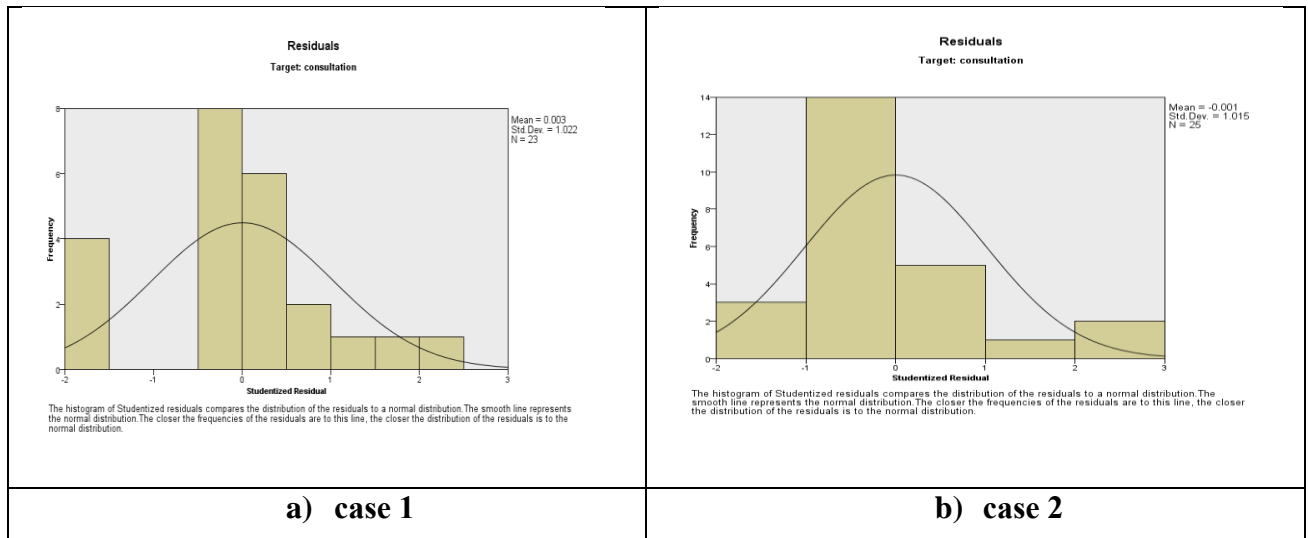 Residuals
Target: consultation
8
6
4
2
0
Frequency
-2
-1
0
1
2
3
Studentized Residual
Mean = 0.003
Std.Dev. = 1.022
N = 23
The histogram of Studentized residuals compares the distribution of the residuals to a normal distribution.The smooth line represents
the normal distribution.The closer the frequencies of the residuals are to this line, the closer the distribution of the residuals is to the
normal distribution.
a) case 1
Residuals
Target: consultation
14
12
10
8
6
4
2
0
Frequency
-2
-1
0
1
2
3
Studentized Residual
Mean = -0.001
Std.Dev. = 1.015
N = 25
The histogram of Studentized residuals compares the distribution of the residuals to a normal distribution.The
smooth line represents the normal distribution.The closer the frequencies of the residuals are to this line, the closer
the distribution of the residuals is to the normal distribution.
b) case 2